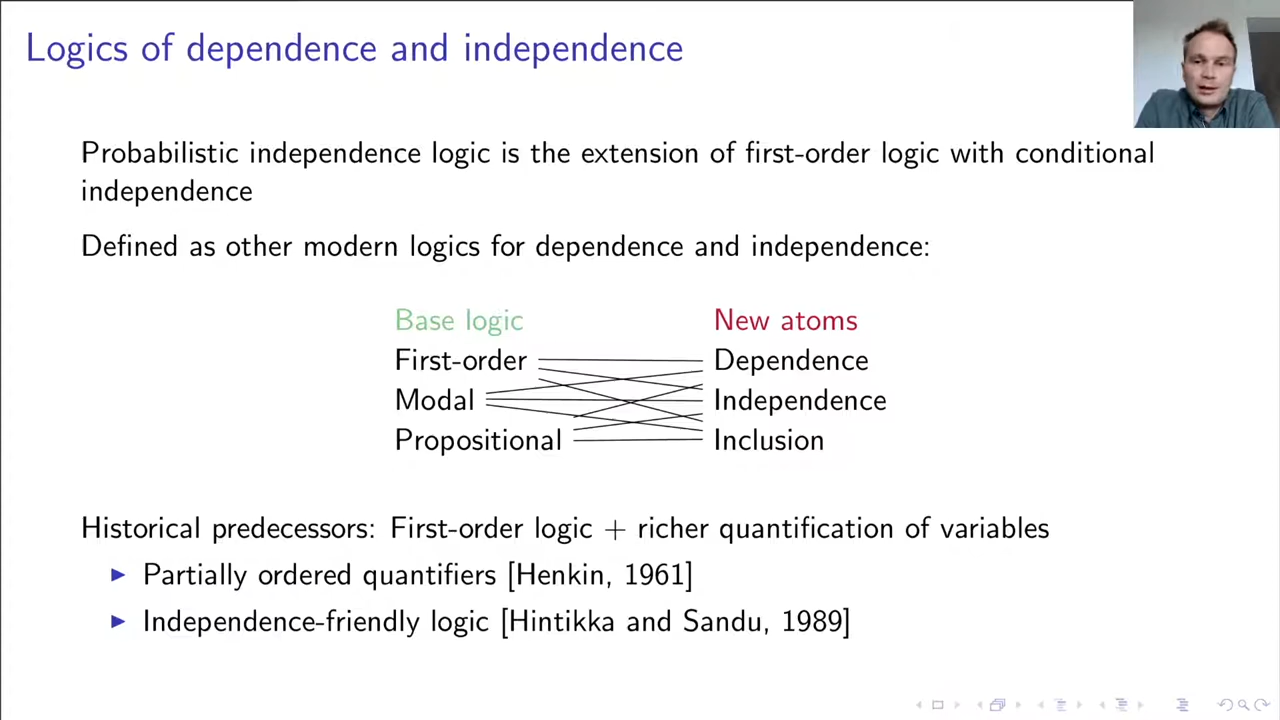 Logics of dependence and independence
Probabilistic independence logic is the extension of first-order logic with conditional
independence
Defined as other modern logics for dependence and independence:
Base logic New atoms
First-order Dependence
Modal Independence
Propositional Inclusion
Historical predecessors: First-order logic + richer quantification of variables
Partially ordered quantifiers [Henkin, 1961]
Independence-friendly logic [Hintikka and Sandu, 1989]